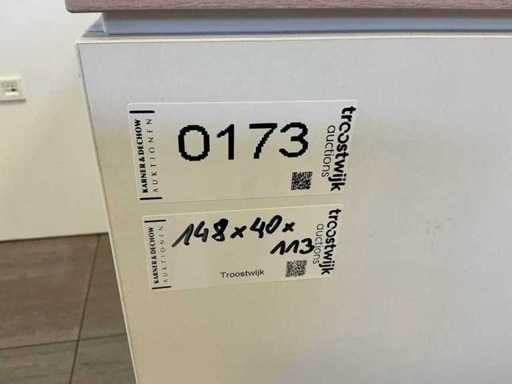 KARNER & DECHOW
AUKTIONEN
0173
troostwijk
auctions
KARNER & DECHOW
AUKTIONEN
148 x 40 x
113
Troostwijk
troostwijk
auctions